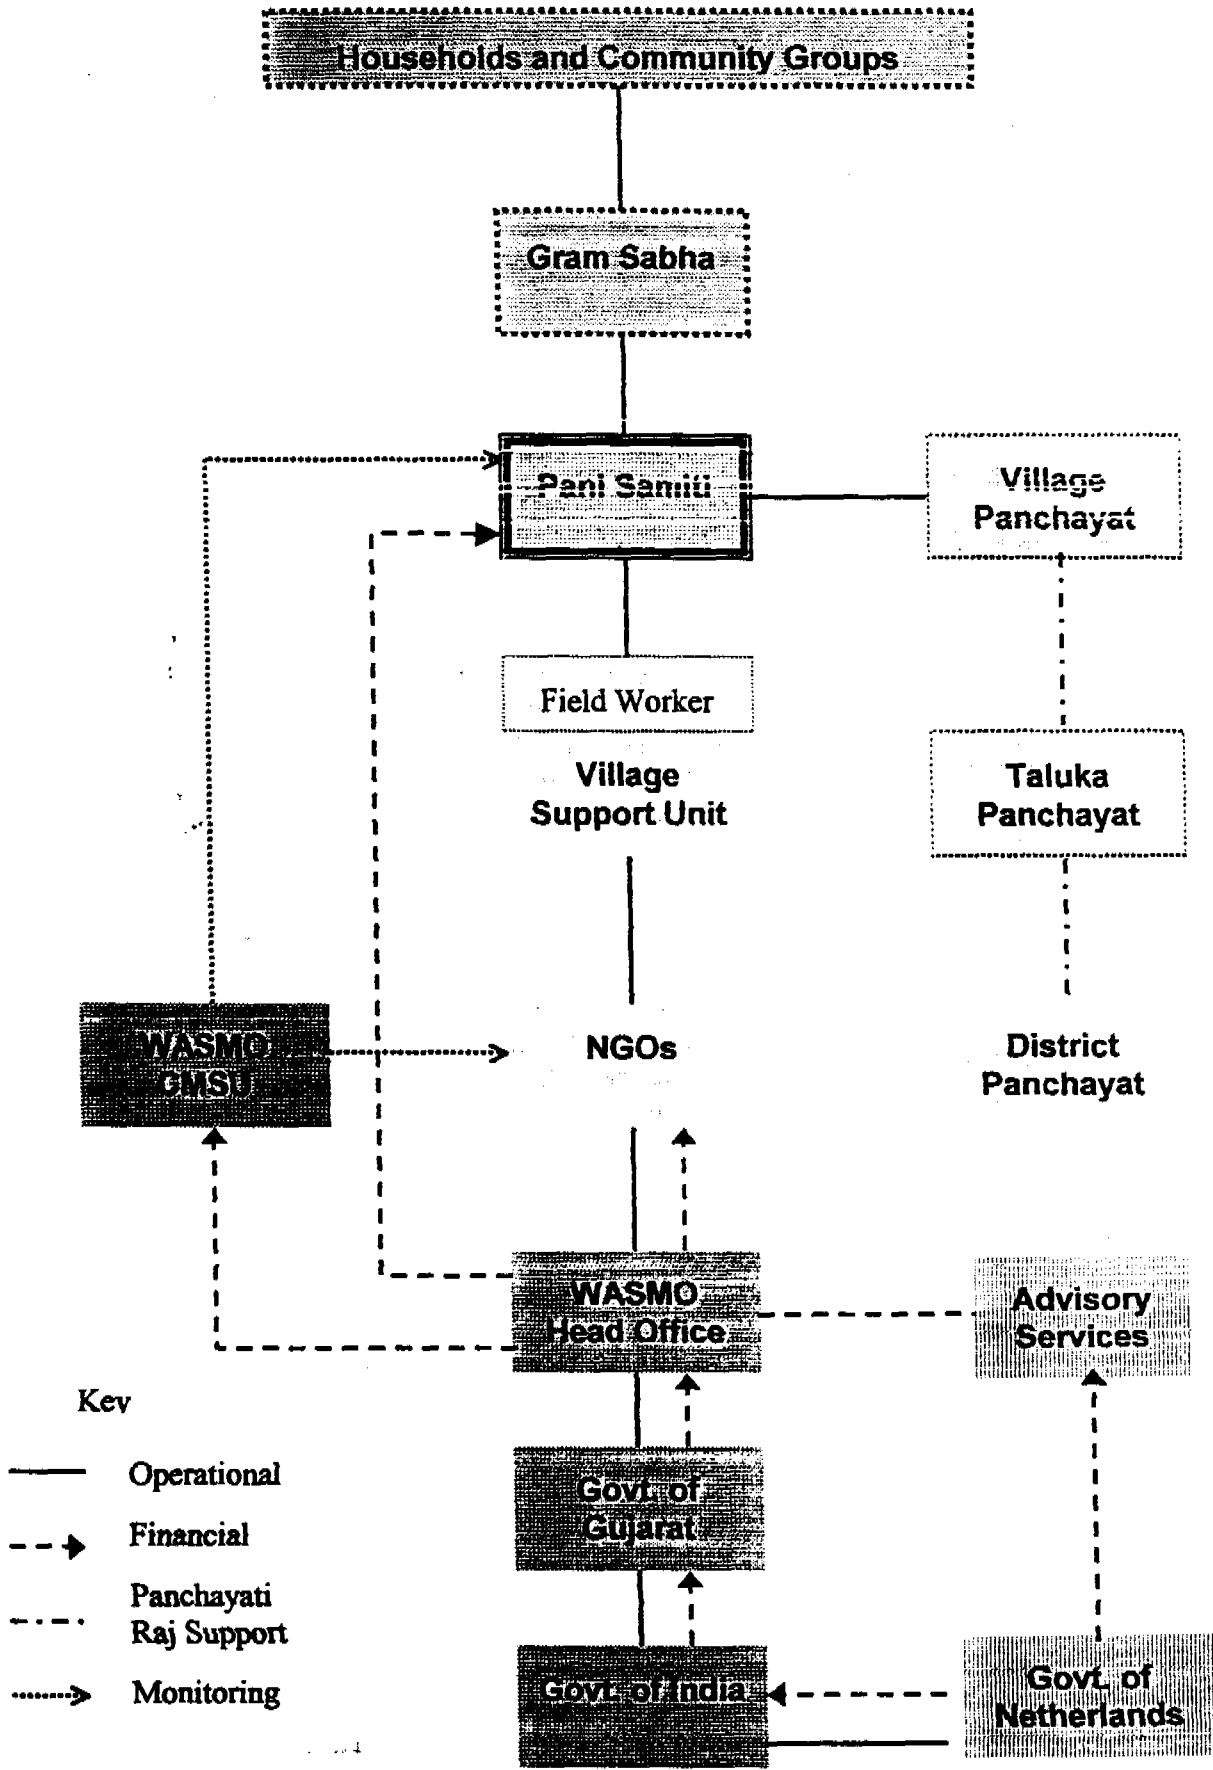 Households and Community Groups
Gram Sabha
Pani Samiti
Village
Panchayat
Field Worker
Village
Support Unit
Taluka
Panchayat
WASMO
CMSU
NGOs
District
Panchayat
WASMO
Head Office
Advisory
Services
Key
Operational
Govt. of
Gujarat
Financial
Panchayati
Raj Support
Monitoring
Govt. of India
Govt. of
Netherlands